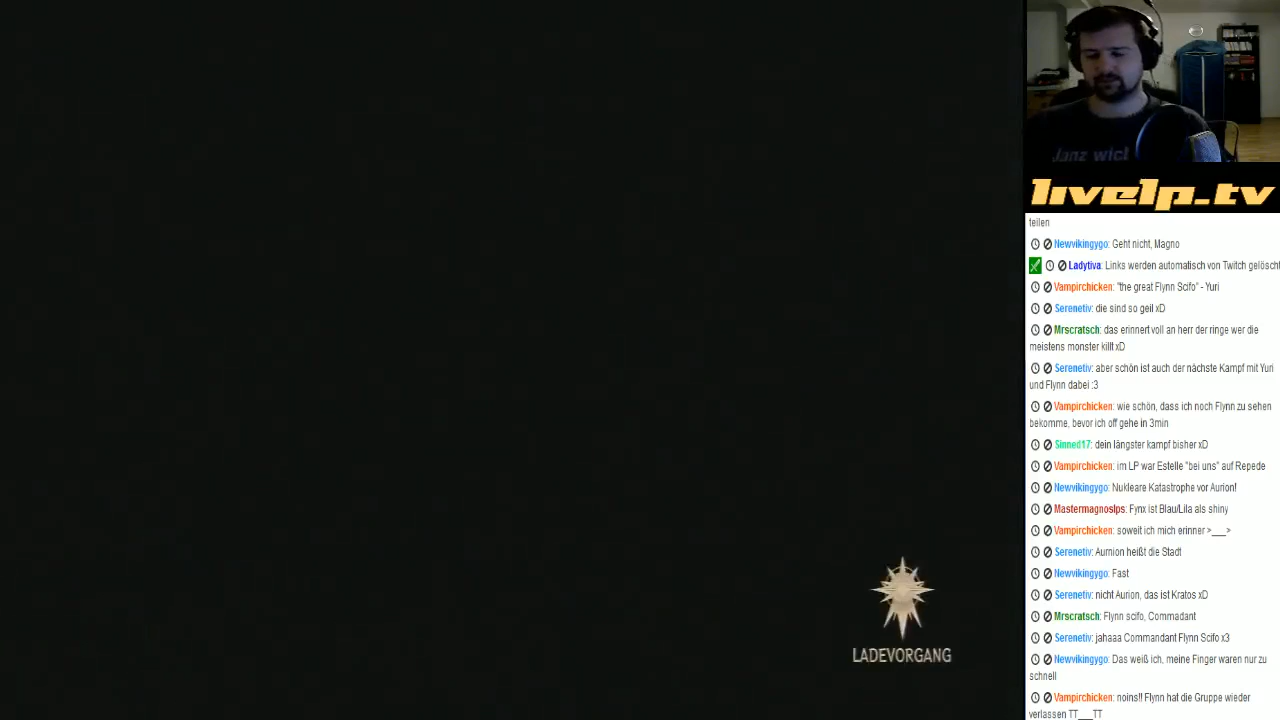 Janz wich
livelp.tv
teilen
Newvikingygo: Geht nicht, Magno
Ladytiva: Links werden automatisch von Twitch gelöscht
Vampirchicken: "the great Flynn Scifo" - Yuri
Serenetiv: die sind so geil xD
Mrscratsch: das erinnert voll an herr der ringe wer die
meistens monster killt xD
Serenetiv: aber schön ist auch der nächste Kampf mit Yuri
und Flynn dabei :3
Vampirchicken: wie schön, dass ich noch Flynn zu sehen
bekomme, bevor ich off gehe in 3min
Sinned17: dein längster kampf bisher xD
Vampirchicken: im LP war Estelle "bei uns" auf Repede
Newvikingygo: Nukleare Katastrophe vor Aurion!
Mastermagnoslps: Fynx ist Blau/Lila als shiny
Vampirchicken: soweit ich mich erinner >___>
Serenetiv: Aurnion heißt die Stadt
Newvikingygo: Fast
Serenetiv: nicht Aurion, das ist Kratos xD
Mrscratsch: Flynn scifo, Commadant
Serenetiv: jahaaa Commandant Flynn Scifo x3
Newvikingygo: Das weiß ich, meine Finger waren nur zu
schnell
Vampirchicken: noins!! Flynn hat die Gruppe wieder
verlassen TT___TT
LADEVORGANG